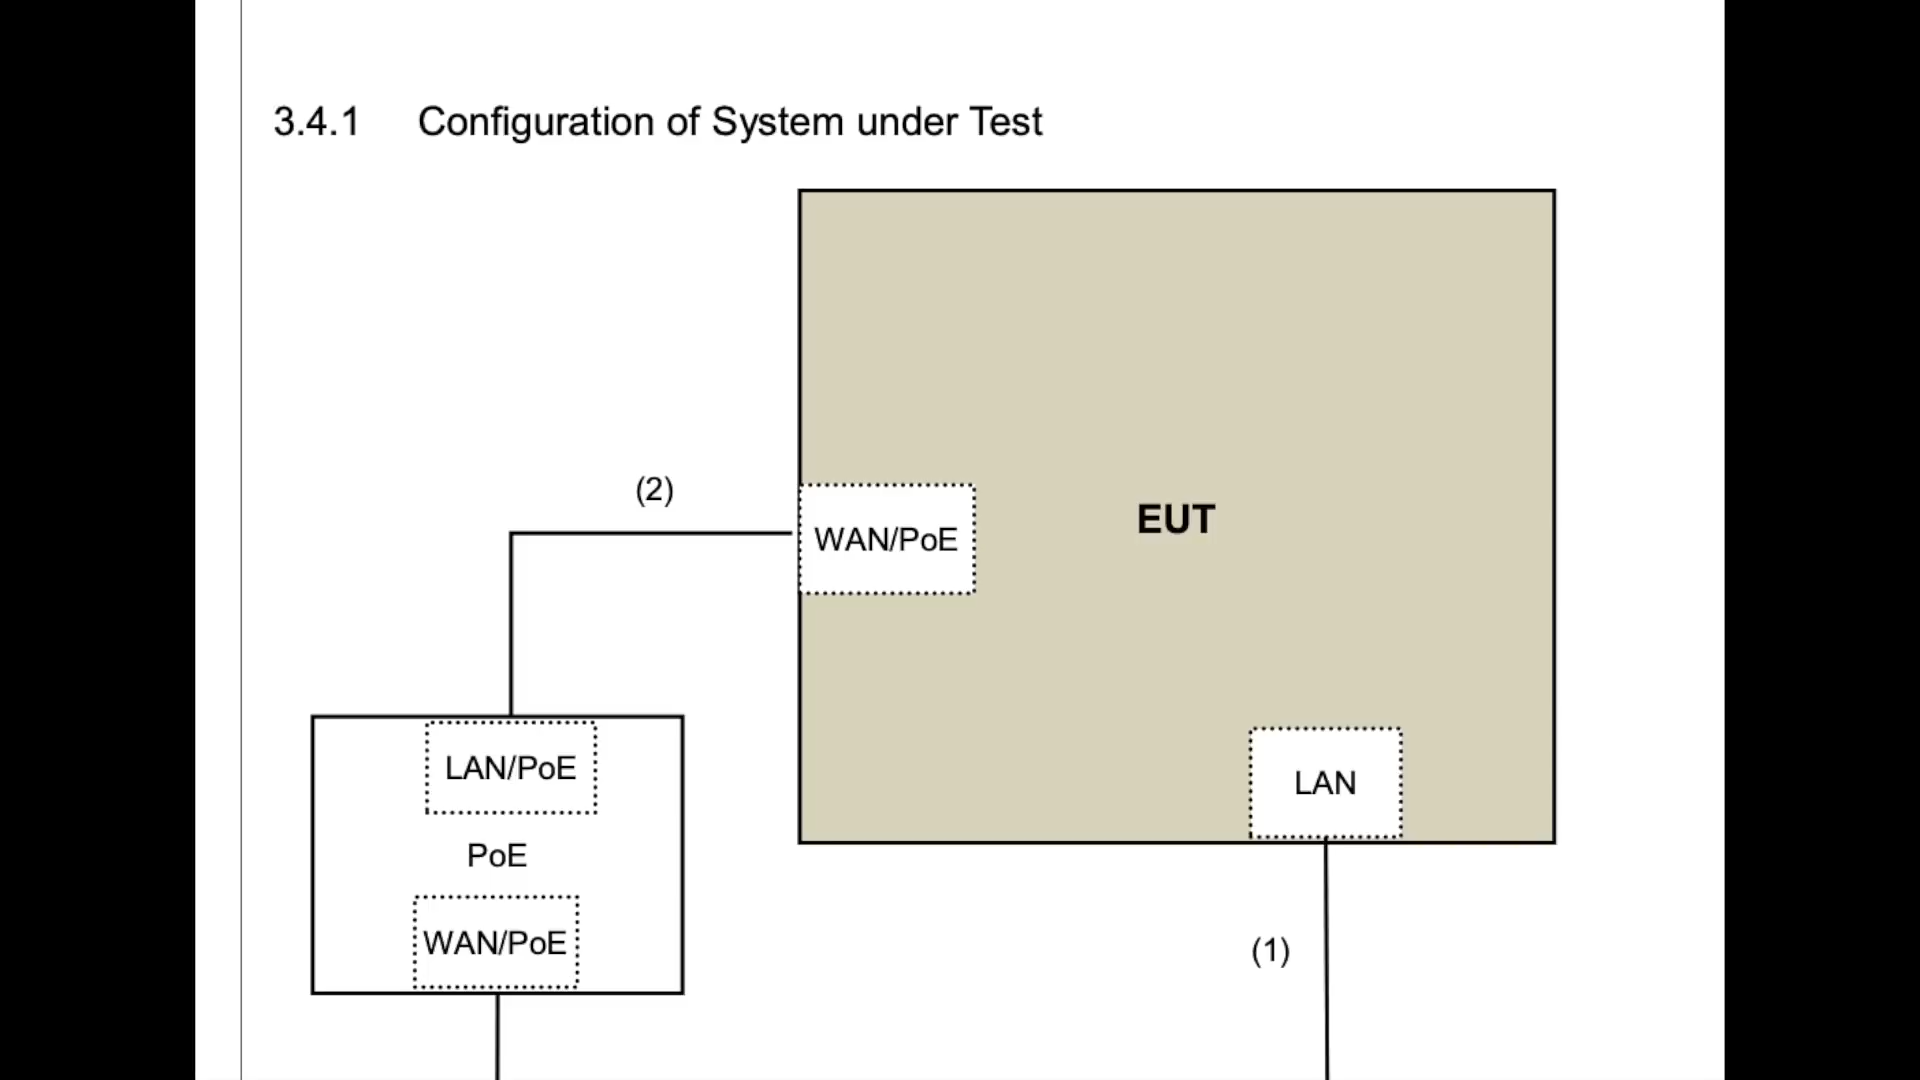 3.4.1 Configuration of System under Test
(2)
WAN/PoE
EUT
LAN/PoE
LAN
PoE
WAN/PoE
(1)